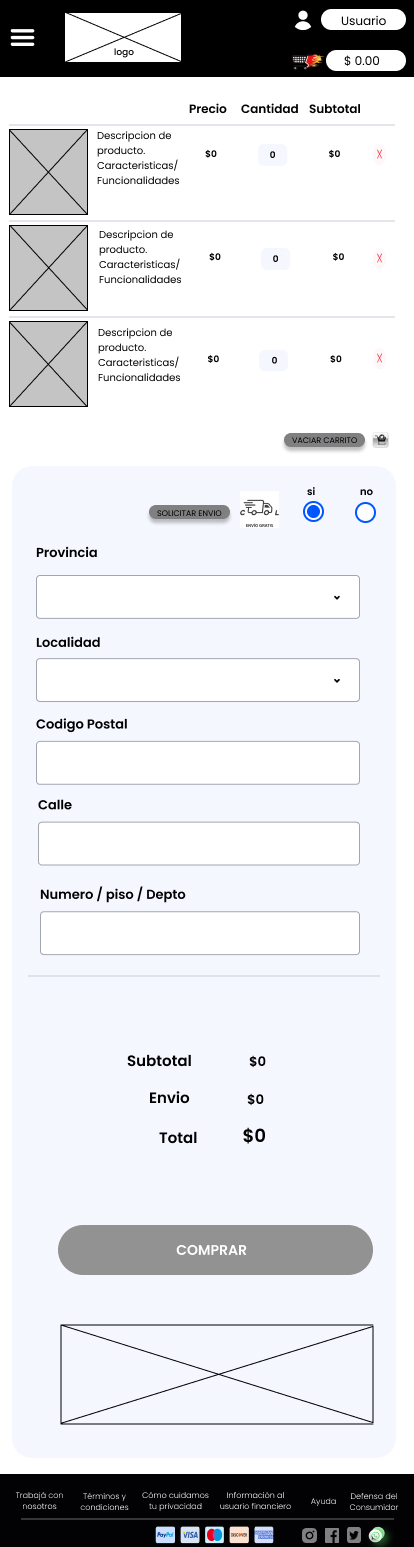 Usuario
logo
$ 0.00
Precio Cantidad Subtotal
Descripcion de
producto.
Caracteristicas/
Funcionalidades
$0 0 $0 X
Descripcion de
producto.
Caracteristicas/
Funcionalidades
$0 0 $0 X
Descripcion de
producto.
Caracteristicas/
Funcionalidades
$0 0 $0 X
VACIAR CARRITO
si no
SOLICITAR ENVIO
ENVÍO GRATIS
Provincia
Localidad
Codigo Postal
Calle
Numero / piso / Depto
Subtotal $0
Envio $0
Total $0
COMPRAR
Trabajá con
nosotros
Términos y
condiciones
Cómo cuidamos
tu privacidad
Información al
usuario financiero
Ayuda
Defensa del
Consumidor
PayPal VISA DISCOVER